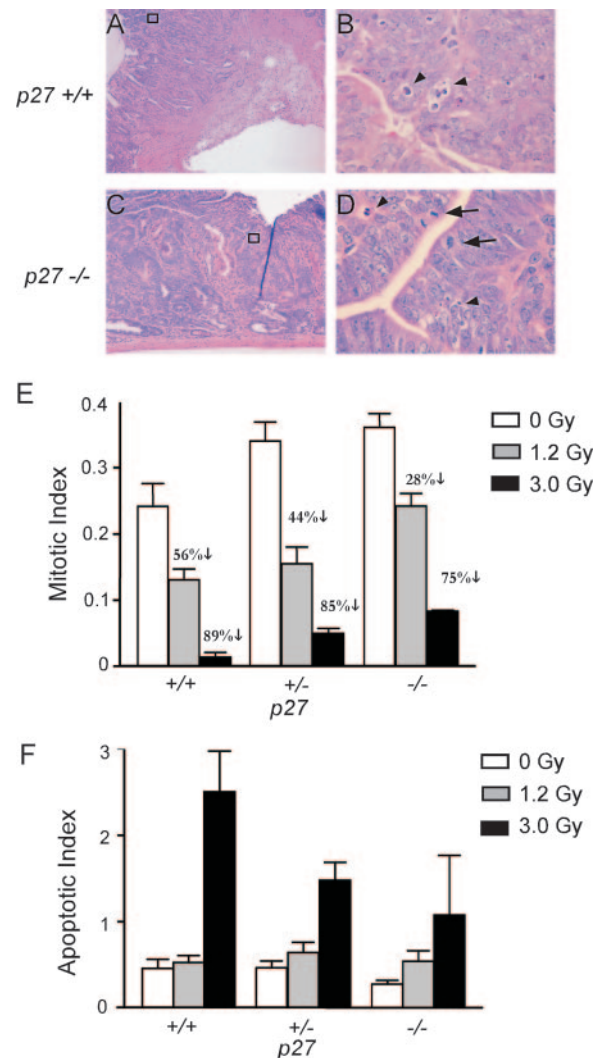 A
B
p27 +/+
C
D
p27 -/-
E
0.4
0.3
0.2
0.1
0
Mitotic Index
56%↓
89%↓
44%↓
85%↓
28%↓
75%↓
0 Gy
1.2 Gy
3.0 Gy
+/+
+/-
-/-
p27
F
3
2
1
0
Apoptotic Index
0 Gy
1.2 Gy
3.0 Gy
+/+
+/-
-/-
p27